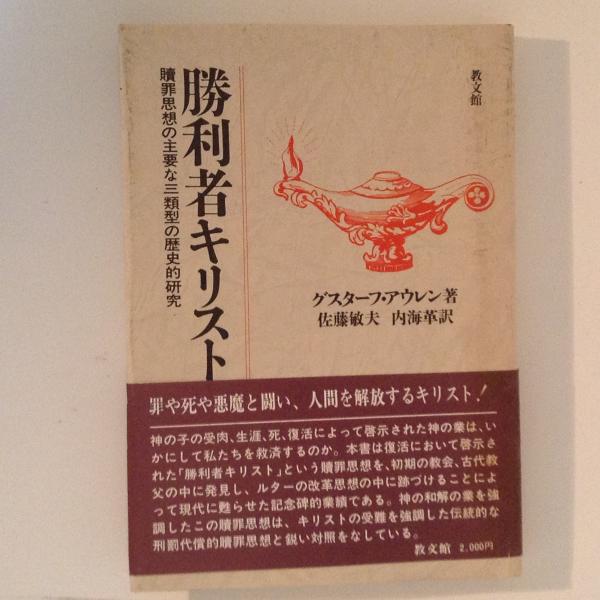 勝利者キリスト
贖罪思想の主要な三類型の歴史的研究
教文館
グスターフ・アウレン著
佐藤敏夫 内海革訳
罪や死や悪魔と闘い、人間を解放するキリスト!
神の子の受肉、生涯、死、復活によって啓示された神の業は、い
かにして私たちを救済するのか。本書は復活において啓示さ
れた「勝利者キリスト」という贖罪思想を、初期の教会、古代教
父の中に発見し、ルターの改革思想の中に跡づけることによ
って現代に甦らせた記念碑的業績である。神の和解の業を強
調したこの贖罪思想は、キリストの受難を強調した伝統的な
刑罰代償的贖罪思想と鋭い対照をなしている。
教文館 2,000円